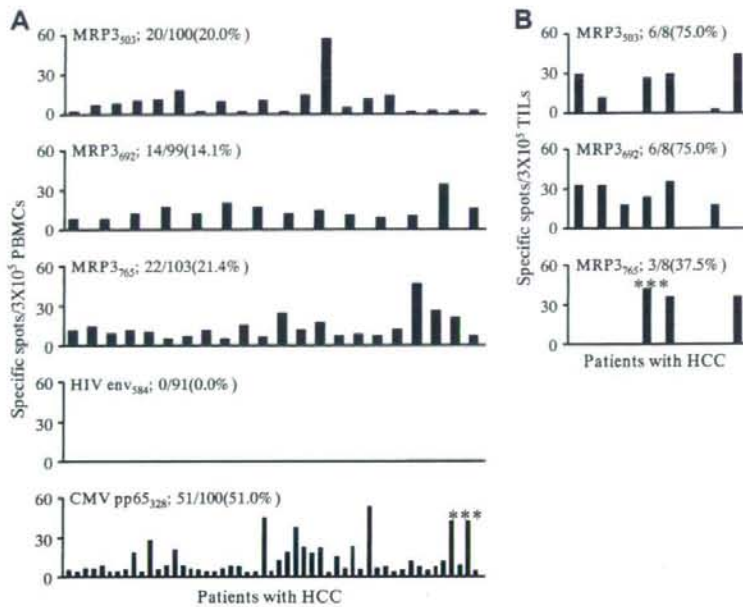 A
Specific spots/3X10⁵ PBMCs
60
30
0
MRP3₅₀₃; 20/100(20.0%)
60
30
0
MRP3₆₉₂; 14/99(14.1%)
60
30
0
MRP3₇₆₅; 22/103(21.4%)
60
30
0
HIV env₅₈₄; 0/91(0.0%)
60
30
0
CMV pp65₃₂₈; 51/100(51.0%)
***
Patients with HCC
B
Specific spots/3X10⁵ TILs
60
30
0
MRP3₅₀₃; 6/8(75.0%)
60
30
0
MRP3₆₉₂; 6/8(75.0%)
60
30
0
MRP3₇₆₅; 3/8(37.5%)
***
Patients with HCC